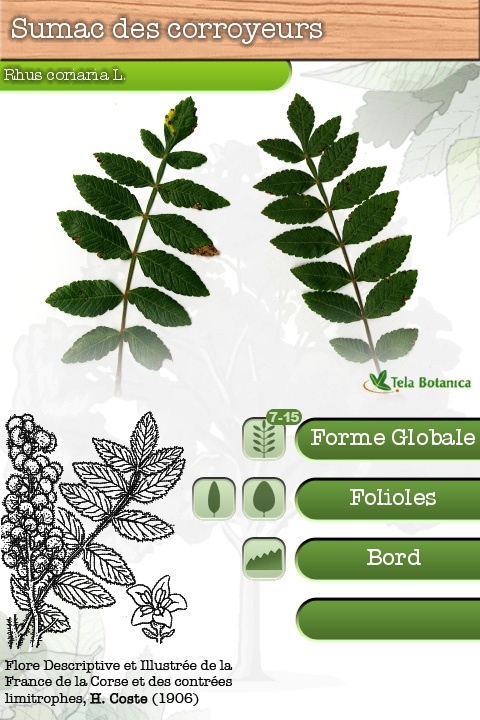 Sumac des corroyeurs
Rhus coriaria L.
Tela Botanica
7-15
Forme Globale
Folioles
Bord
Flore Descriptive et Illustrée de la
France de la Corse et des contrées
limitrophes, H. Coste (1906)